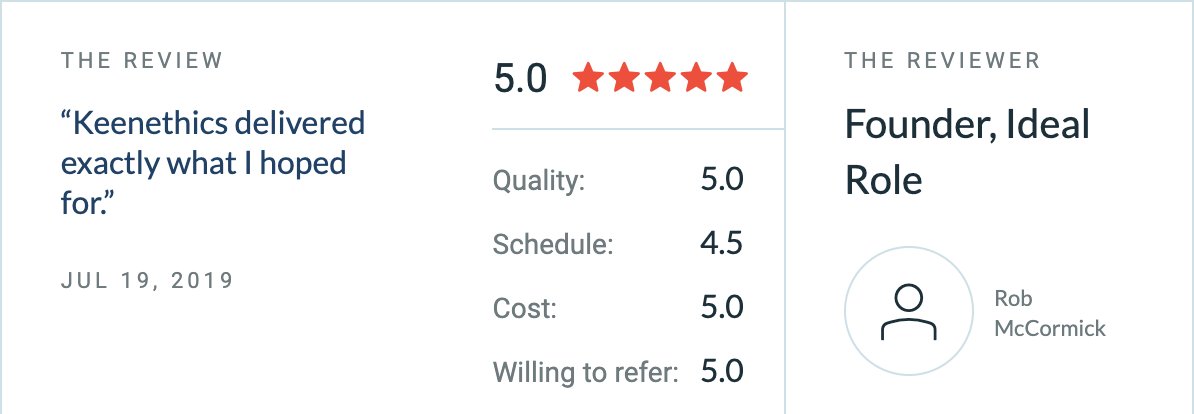 THE REVIEW
“Keenethics delivered
exactly what I hoped
for.”
JUL 19, 2019
5.0
Quality: 5.0
Schedule: 4.5
Cost: 5.0
Willing to refer: 5.0
THE REVIEWER
Founder, Ideal
Role
Rob
McCormick